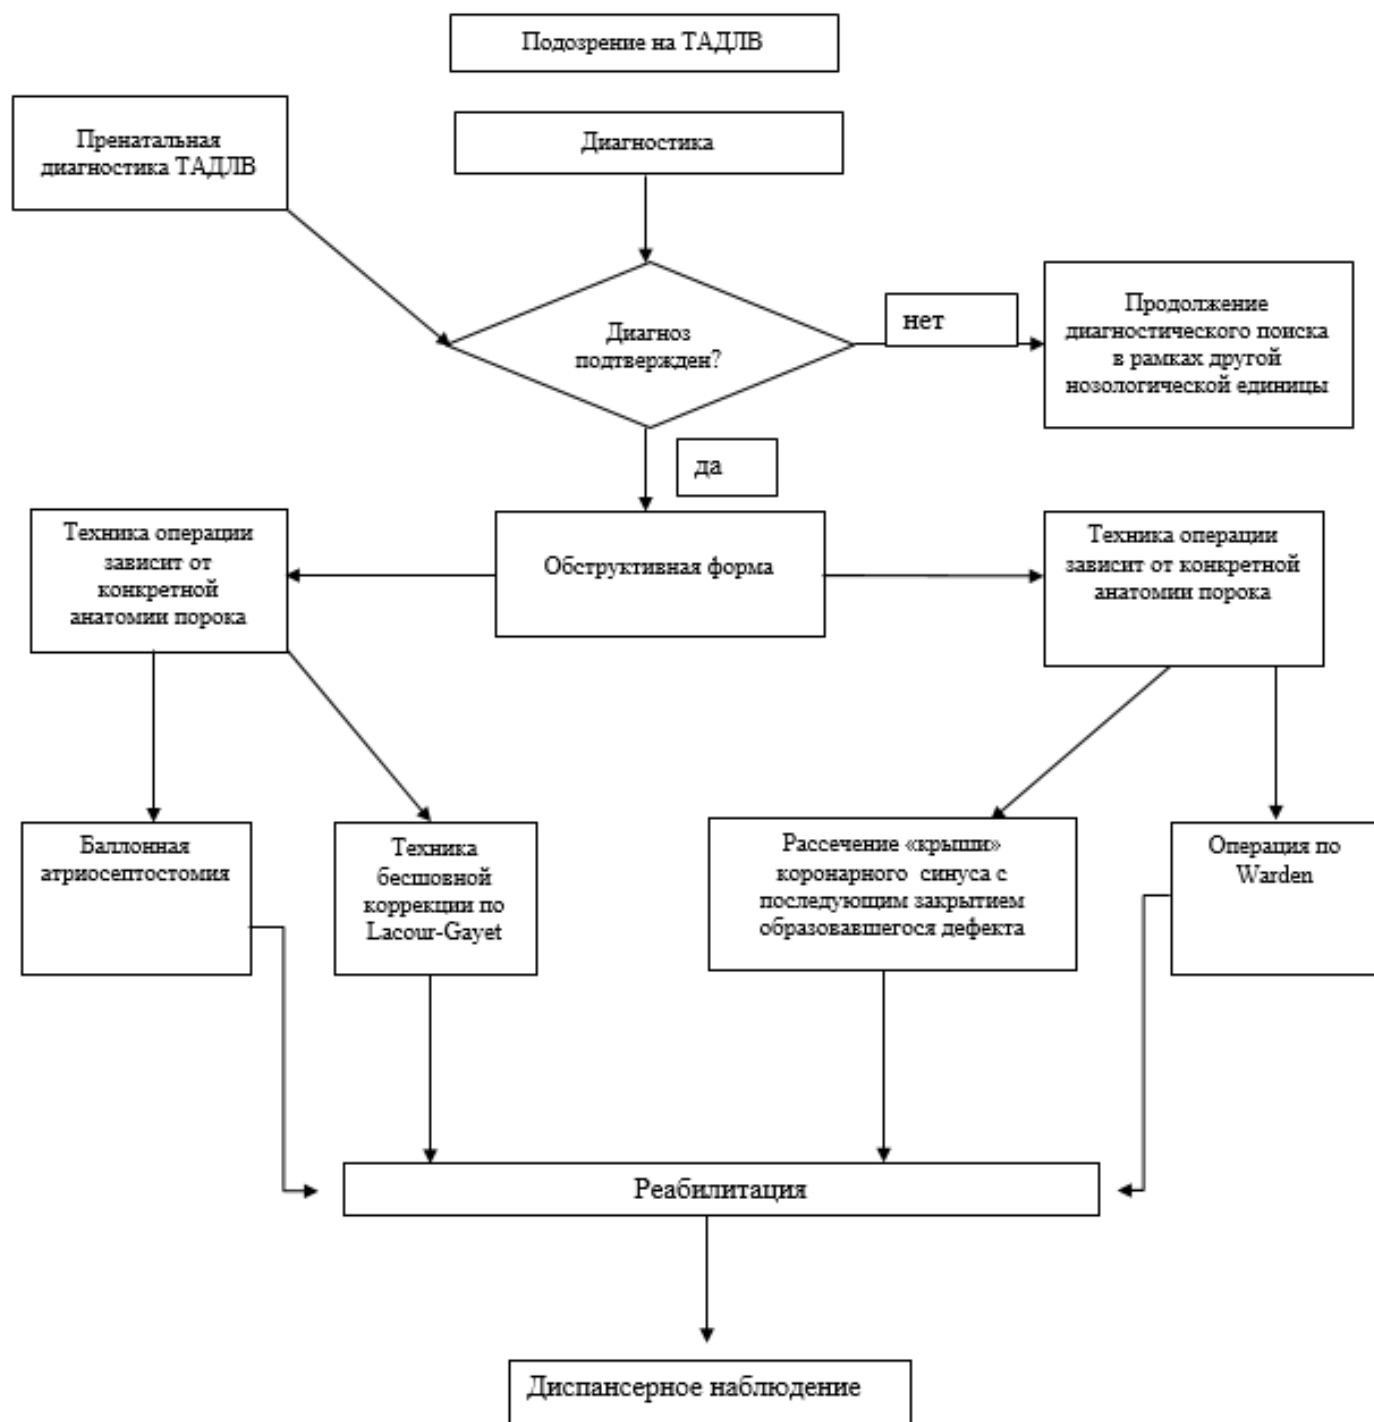 Подозрение на ТАДЛВ
Пренатальная
диагностика ТАДЛВ
Диагностика
Диагноз
подтвержден?
нет
Продолжение
диагностического поиска
в рамках другой
нозологической единицы
да
Техника операции
зависит от
конкретной
анатомии порока
Обструктивная форма
Техника операции
зависит от конкретной
анатомии порока
Баллонная
атриосептостомия
Техника
бесшовной
коррекции по
Lacour-Gayet
Рассечение «крыши»
коронарного синуса с
последующим закрытием
образовавшегося дефекта
Операция по
Warden
Реабилитация
Диспансерное наблюдение